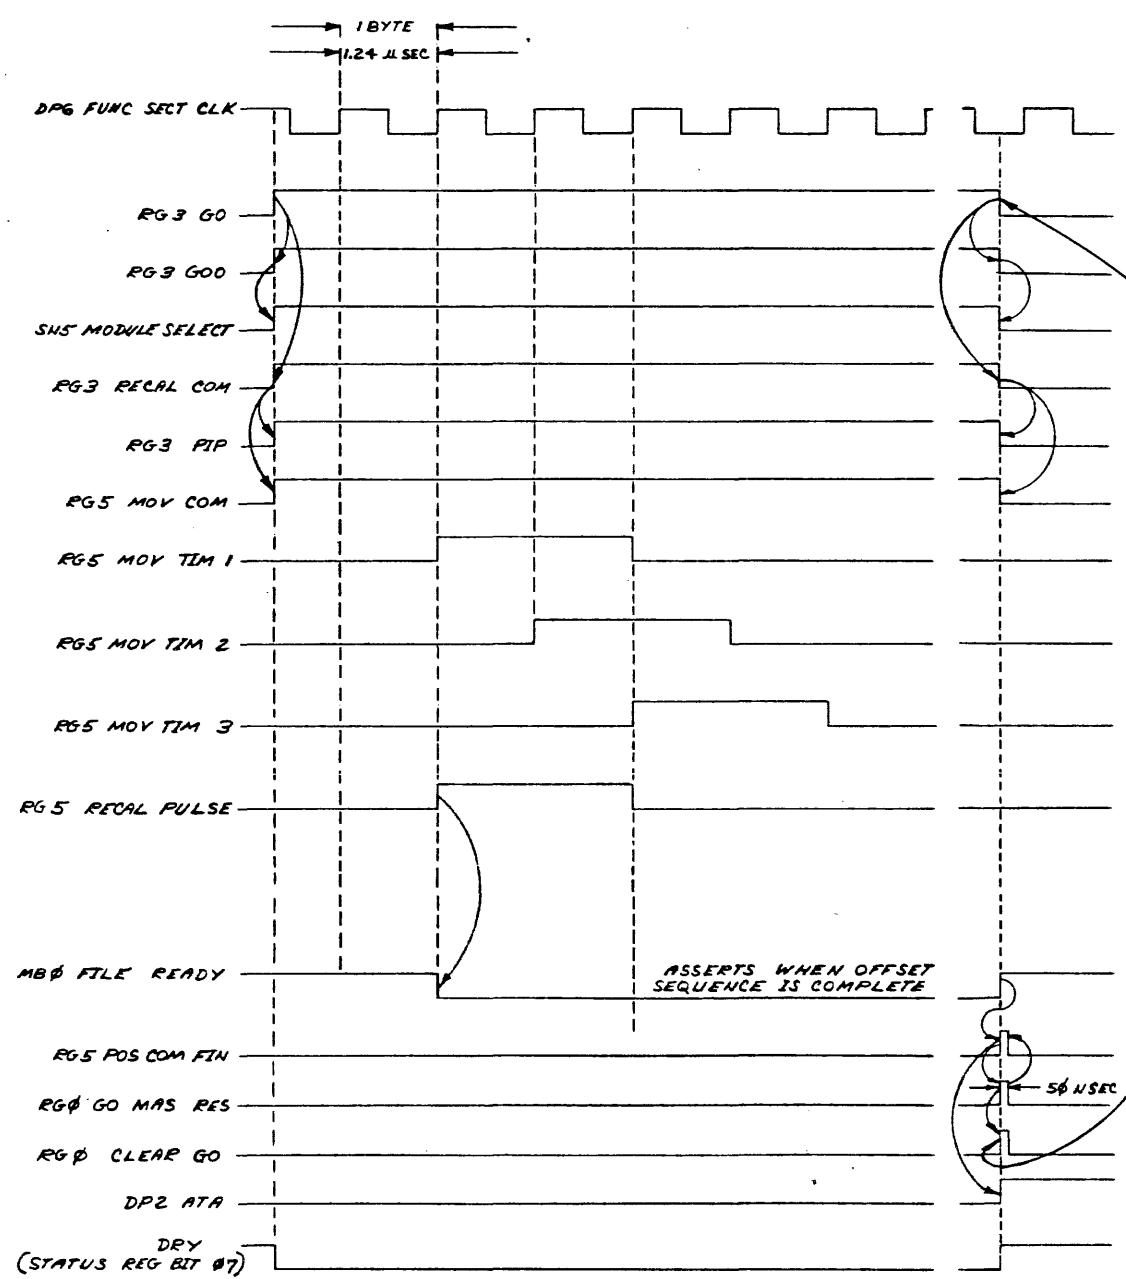 1 BYTE
1.24 µ SEC
DP6 FUNC SECT CLK
RG3 GO
RG3 GOO
SN5 MODULE SELECT
RG3 RECAL COM
RG3 PIP
RG5 MOV COM
RG5 MOV TIM 1
RG5 MOV TIM 2
RG5 MOV TIM 3
RG5 RECAL PULSE
MBØ FILE READY
ASSERTS WHEN OFFSET
SEQUENCE IS COMPLETE
RG5 POS COM FIN
RGØ GO MAS RES
5Ø NSEC
RGØ CLEAR GO
DP2 ATA
DRY
(STATUS REG BIT Ø7)